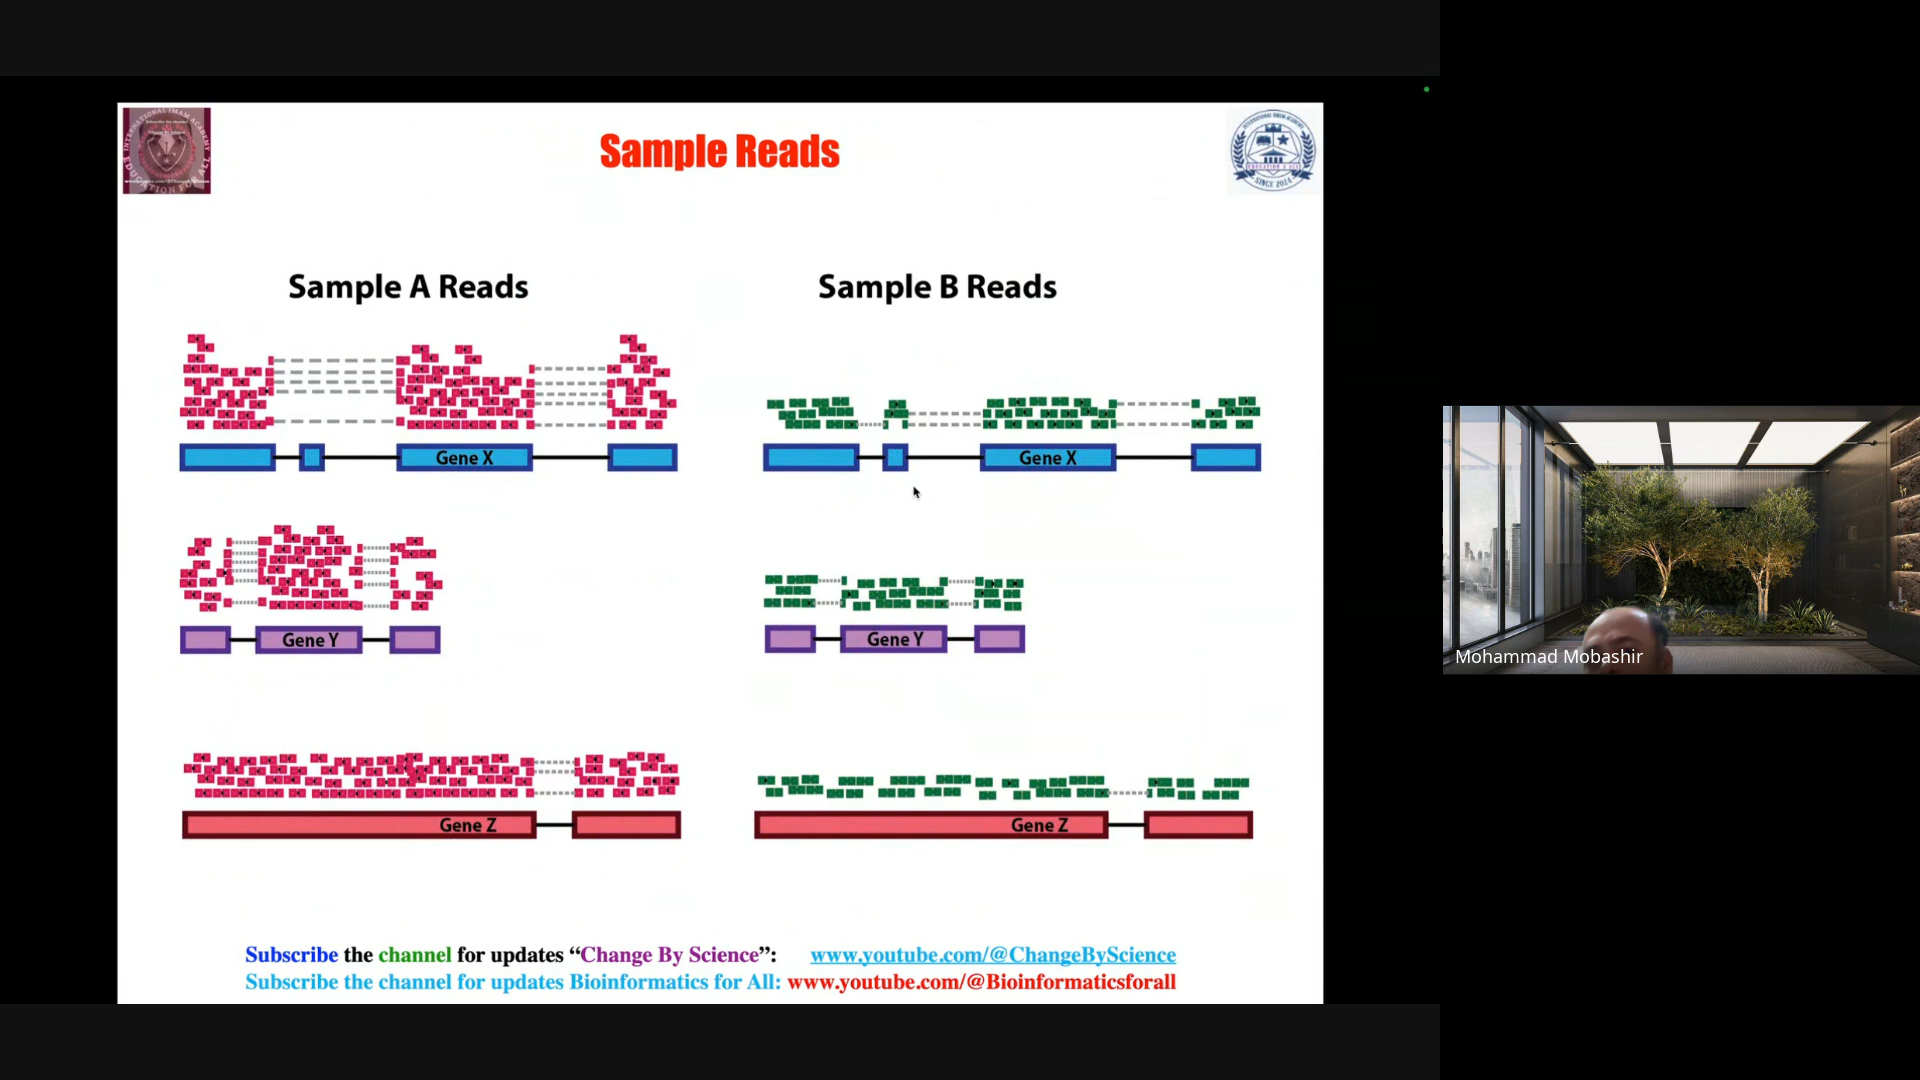 Sample Reads
Sample A Reads
Sample B Reads
Gene X
Gene X
Gene Y
Gene Y
Gene Z
Gene Z
Subscribe the channel for updates “Change By Science”: www.youtube.com/@ChangeByScience
Subscribe the channel for updates Bioinformatics for All: www.youtube.com/@Bioinformaticsforall
Mohammad Mobashir